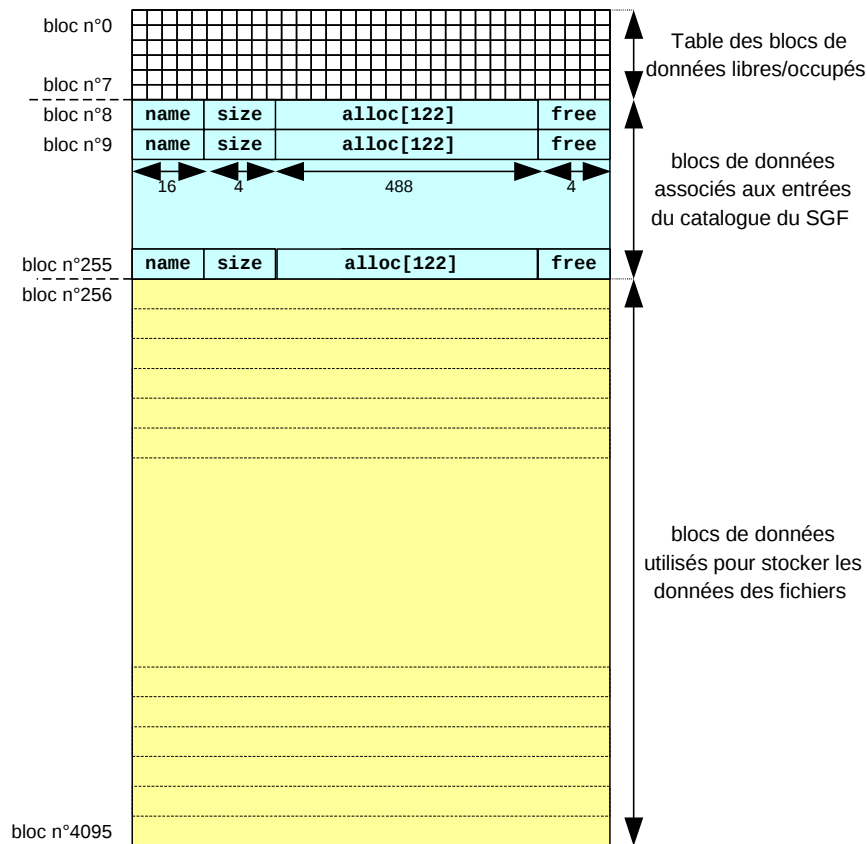 bloc n°0
Table des blocs de
données libres/occupés
bloc n°7
bloc n°8 name size alloc[122] free
bloc n°9 name size alloc[122] free
16 4 488 4
blocs de données
associés aux entrées
du catalogue du SGF
bloc n°255 name size alloc[122] free
bloc n°256
blocs de données
utilisés pour stocker les
données des fichiers
bloc n°4095